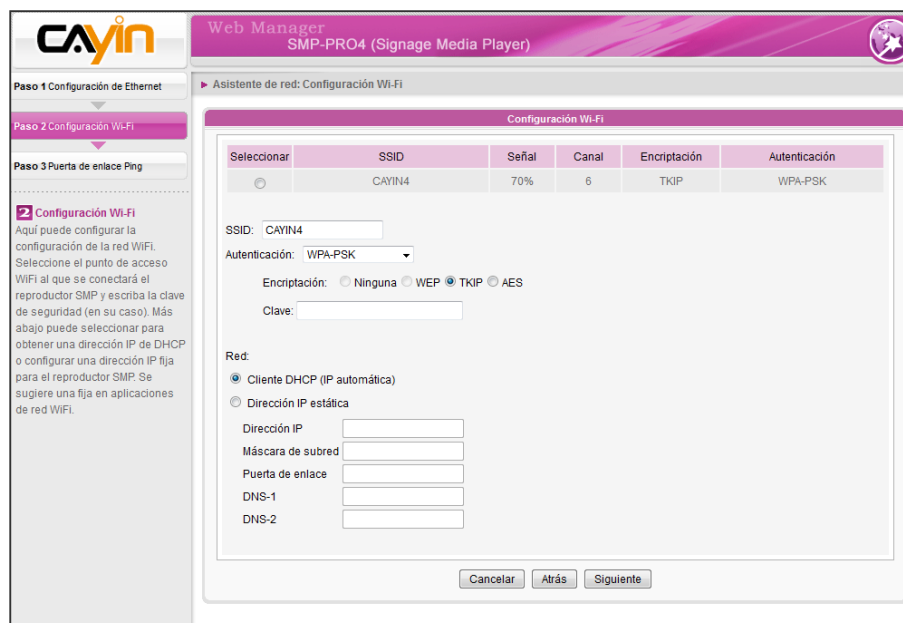 CAYIN
Web Manager
SMP-PRO4 (Signage Media Player)
Paso 1 Configuración de Ethernet
Paso 2 Configuración Wi-Fi
Paso 3 Puerta de enlace Ping
2 Configuración Wi-Fi
Aquí puede configurar la
configuración de la red WiFi.
Seleccione el punto de acceso
WiFi al que se conectará el
reproductor SMP y escriba la clave
de seguridad (en su caso). Más
abajo puede seleccionar para
obtener una dirección IP de DHCP
o configurar una dirección IP fija
para el reproductor SMP. Se
sugiere una fija en aplicaciones
de red WiFi.
Asistente de red: Configuración Wi-Fi
Configuración Wi-Fi
Seleccionar SSID Señal Canal Encriptación Autenticación
CAYIN4 70% 6 TKIP WPA-PSK
SSID: CAYIN4
Autenticación: WPA-PSK
Encriptación: Ninguna WEP TKIP AES
Clave:
Red:
Cliente DHCP (IP automática)
Dirección IP estática
Dirección IP
Máscara de subred
Puerta de enlace
DNS-1
DNS-2
Cancelar Atrás Siguiente